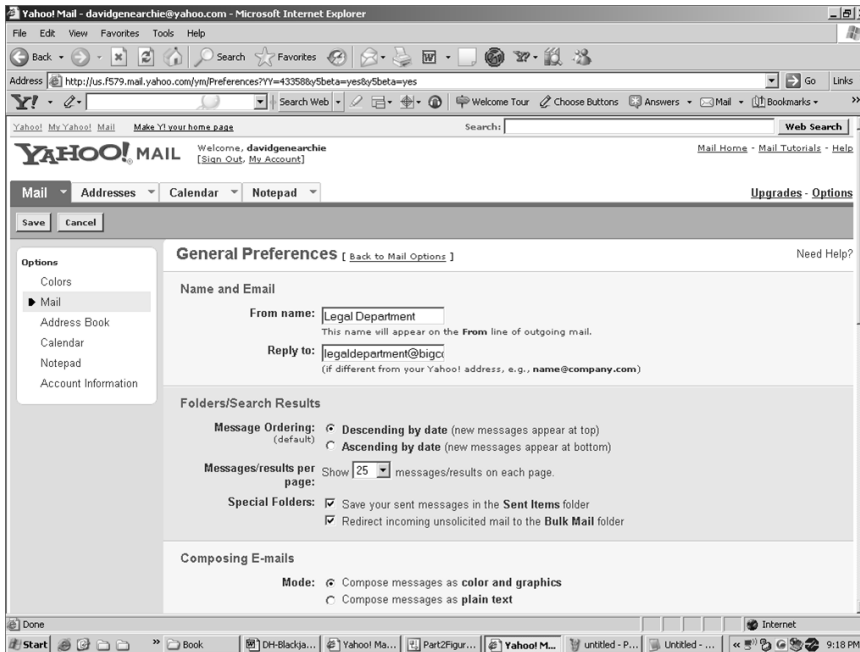 Yahoo! Mail - davidgenearchie@yahoo.com - Microsoft Internet Explorer
File Edit View Favorites Tools Help
Back Search Favorites
Address http://us.f579.mail.yahoo.com/ym/Preferences?YY=43358&y5beta=yes&y5beta=yes Go Links
Y! Search Web Welcome Tour Choose Buttons Answers Mail Bookmarks
Yahoo! My Yahoo! Mail Make Y! your home page Search: Web Search
YAHOO! MAIL Welcome, davidgenearchie
[Sign Out, My Account] Mail Home - Mail Tutorials - Help
Mail Addresses Calendar Notepad Upgrades - Options
Save Cancel
Options
Colors
Mail
Address Book
Calendar
Notepad
Account Information
General Preferences [ Back to Mail Options ] Need Help?
Name and Email
From name: Legal Department
This name will appear on the From line of outgoing mail.
Reply to: legaldepartment@bigco
(if different from your Yahoo! address, e.g., name@company.com)
Folders/Search Results
Message Ordering: Descending by date (new messages appear at top)
(default)
Ascending by date (new messages appear at bottom)
Messages/results per page: Show 25 messages/results on each page.
Special Folders: Save your sent messages in the Sent Items folder
Redirect incoming unsolicited mail to the Bulk Mail folder
Composing E-mails
Mode: Compose messages as color and graphics
Compose messages as plain text
Done Internet
Start Book DH-Blackja... Yahoo! Ma... Part2Figur... Yahoo! M... untitled - P... Untitled - ... 9:18 PM